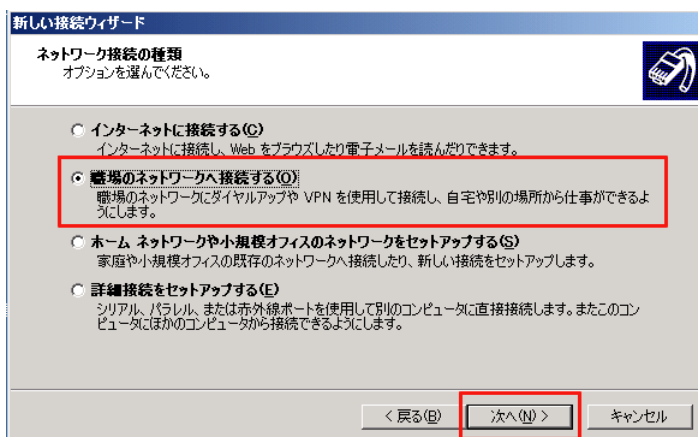 新しい接続ウィザード
ネットワーク接続の種類
オプションを選んでください。
インターネットに接続する(C)
インターネットに接続し、Web をブラウズしたり電子メールを読んだりできます。
職場のネットワークへ接続する(O)
職場のネットワークにダイヤルアップや VPN を使用して接続し、自宅や別の場所から仕事ができるよ
うにします。
ホーム ネットワークや小規模オフィスのネットワークをセットアップする(S)
家庭や小規模オフィスの既存のネットワークへ接続したり、新しい接続をセットアップします。
詳細接続をセットアップする(E)
シリアル、パラレル、または赤外線ポートを使用して別のコンピュータに直接接続します。またこのコン
ピュータにほかのコンピュータから接続できるようにします。
< 戻る(B)
次へ(N) >
キャンセル